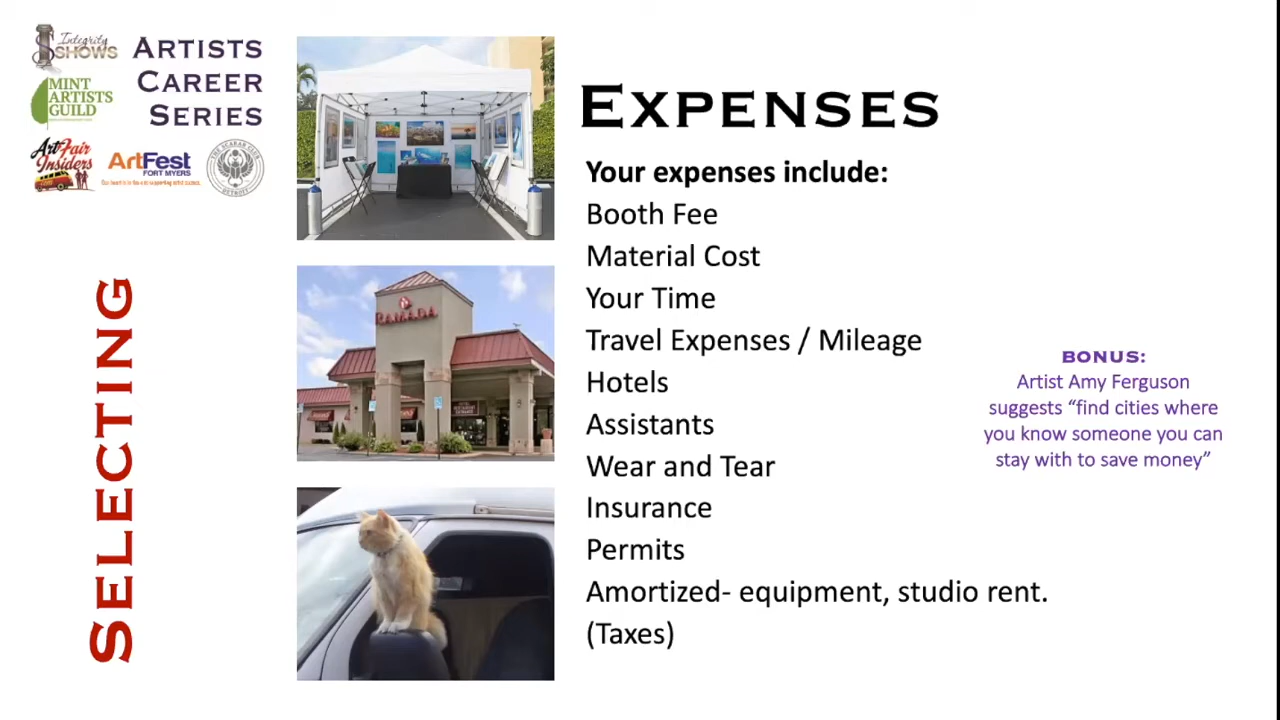 Integrity
SHOWS
MINT
ARTISTS
GUILD
Art Fair
Insiders
ArtFest
FORT MYERS
ARTISTS
CAREER
SERIES
SELECTING
RAMADA
EXPENSES
Your expenses include:
Booth Fee
Material Cost
Your Time
Travel Expenses / Mileage
Hotels
Assistants
Wear and Tear
Insurance
Permits
Amortized- equipment, studio rent.
(Taxes)
BONUS:
Artist Amy Ferguson
suggests “find cities where
you know someone you can
stay with to save money”